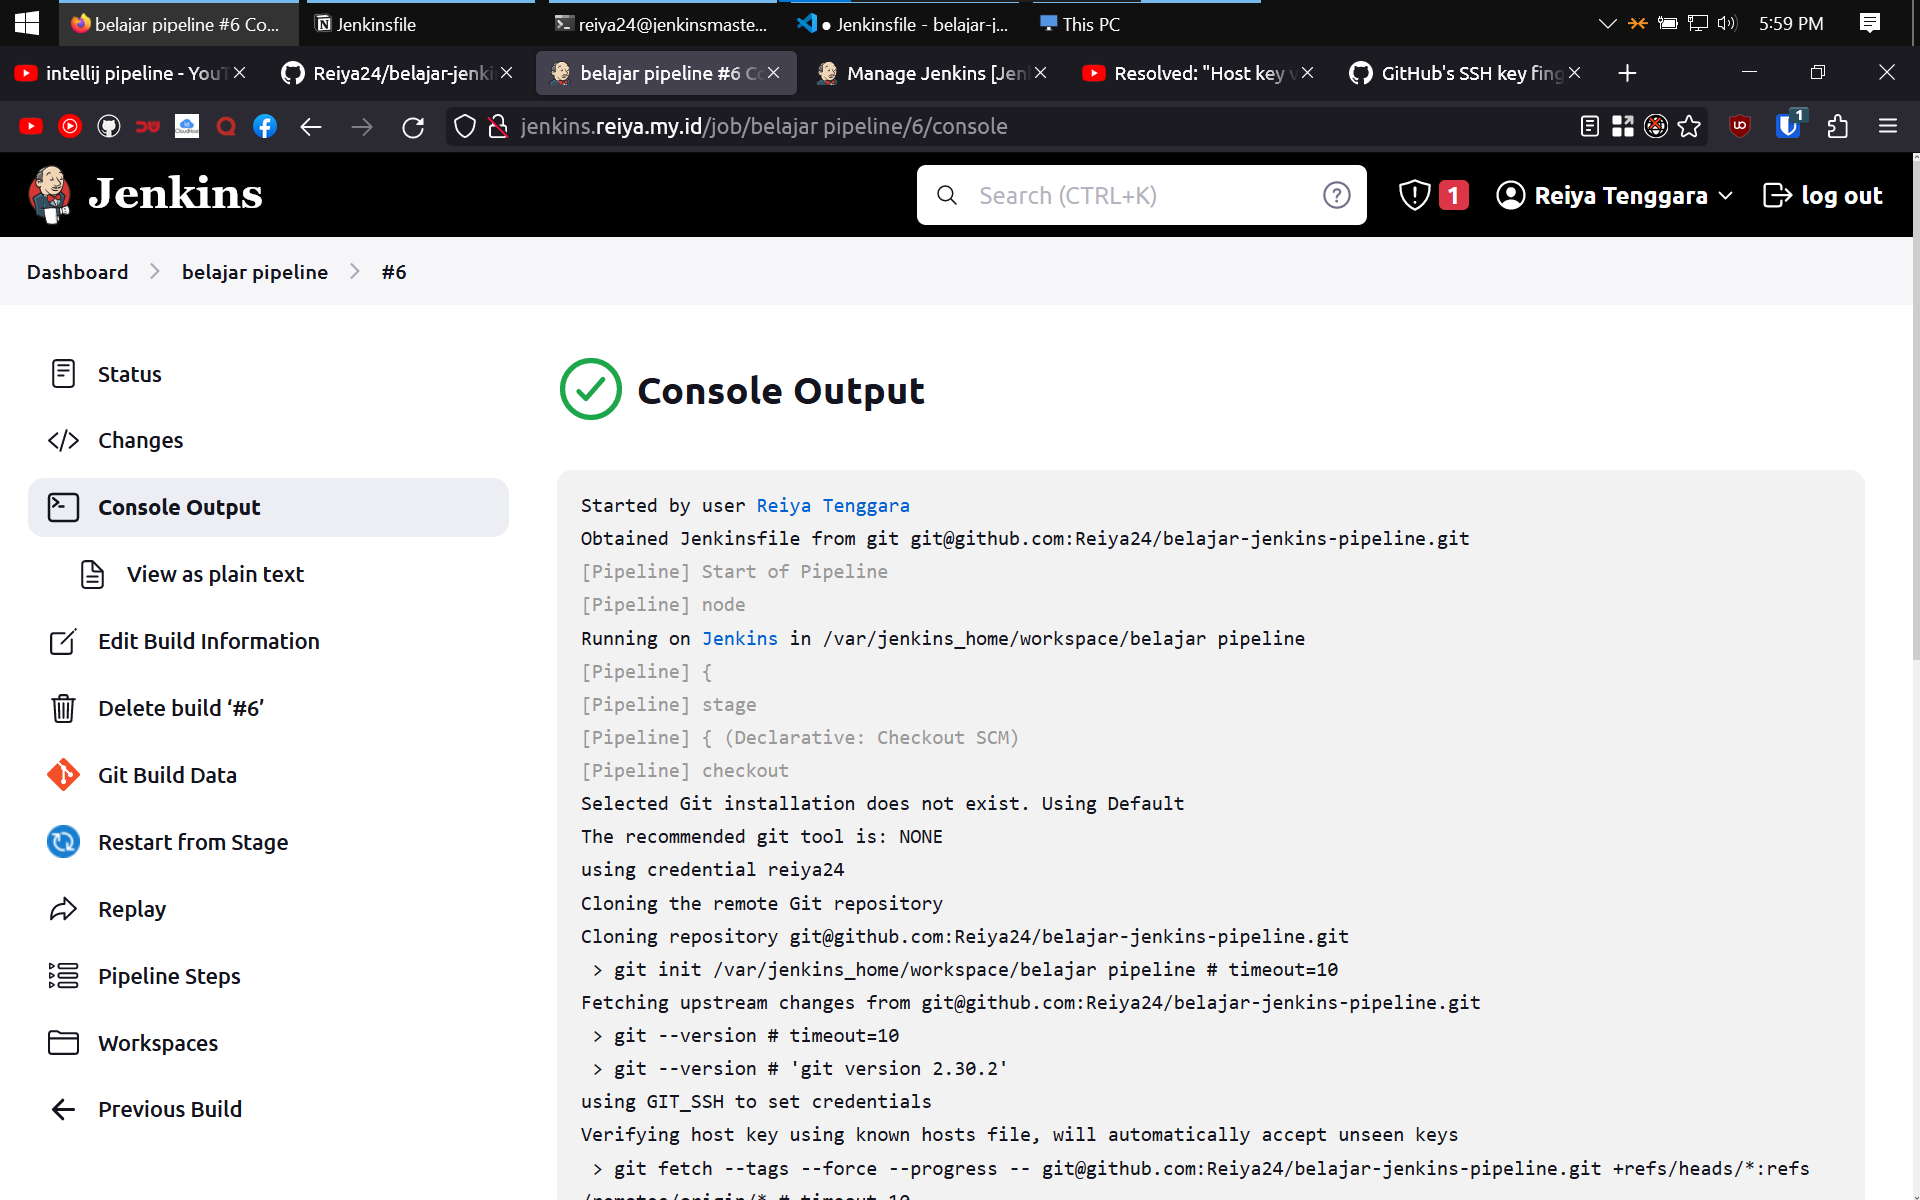 belajar pipeline #6 Co...
Jenkinsfile
reiya24@jenkinsmaste...
● Jenkinsfile - belajar-j...
This PC
5:59 PM
intellij pipeline - YouT
Reiya24/belajar-jenki
belajar pipeline #6 Co
Manage Jenkins [Jen
Resolved: "Host key v
GitHub's SSH key fing
jenkins.reiya.my.id/job/belajar pipeline/6/console
1
Jenkins
Search (CTRL+K)
1
Reiya Tenggara
log out
Dashboard
belajar pipeline
#6
Status
Changes
Console Output
View as plain text
Edit Build Information
Delete build ‘#6’
Git Build Data
Restart from Stage
Replay
Pipeline Steps
Workspaces
Previous Build
Console Output
Started by user Reiya Tenggara
Obtained Jenkinsfile from git git@github.com:Reiya24/belajar-jenkins-pipeline.git
[Pipeline] Start of Pipeline
[Pipeline] node
Running on Jenkins in /var/jenkins_home/workspace/belajar pipeline
[Pipeline] {
[Pipeline] stage
[Pipeline] { (Declarative: Checkout SCM)
[Pipeline] checkout
Selected Git installation does not exist. Using Default
The recommended git tool is: NONE
using credential reiya24
Cloning the remote Git repository
Cloning repository git@github.com:Reiya24/belajar-jenkins-pipeline.git
> git init /var/jenkins_home/workspace/belajar pipeline # timeout=10
Fetching upstream changes from git@github.com:Reiya24/belajar-jenkins-pipeline.git
> git --version # timeout=10
> git --version # 'git version 2.30.2'
using GIT_SSH to set credentials
Verifying host key using known hosts file, will automatically accept unseen keys
> git fetch --tags --force --progress -- git@github.com:Reiya24/belajar-jenkins-pipeline.git +refs/heads/*:refs
/remotes/origin/* # timeout=10